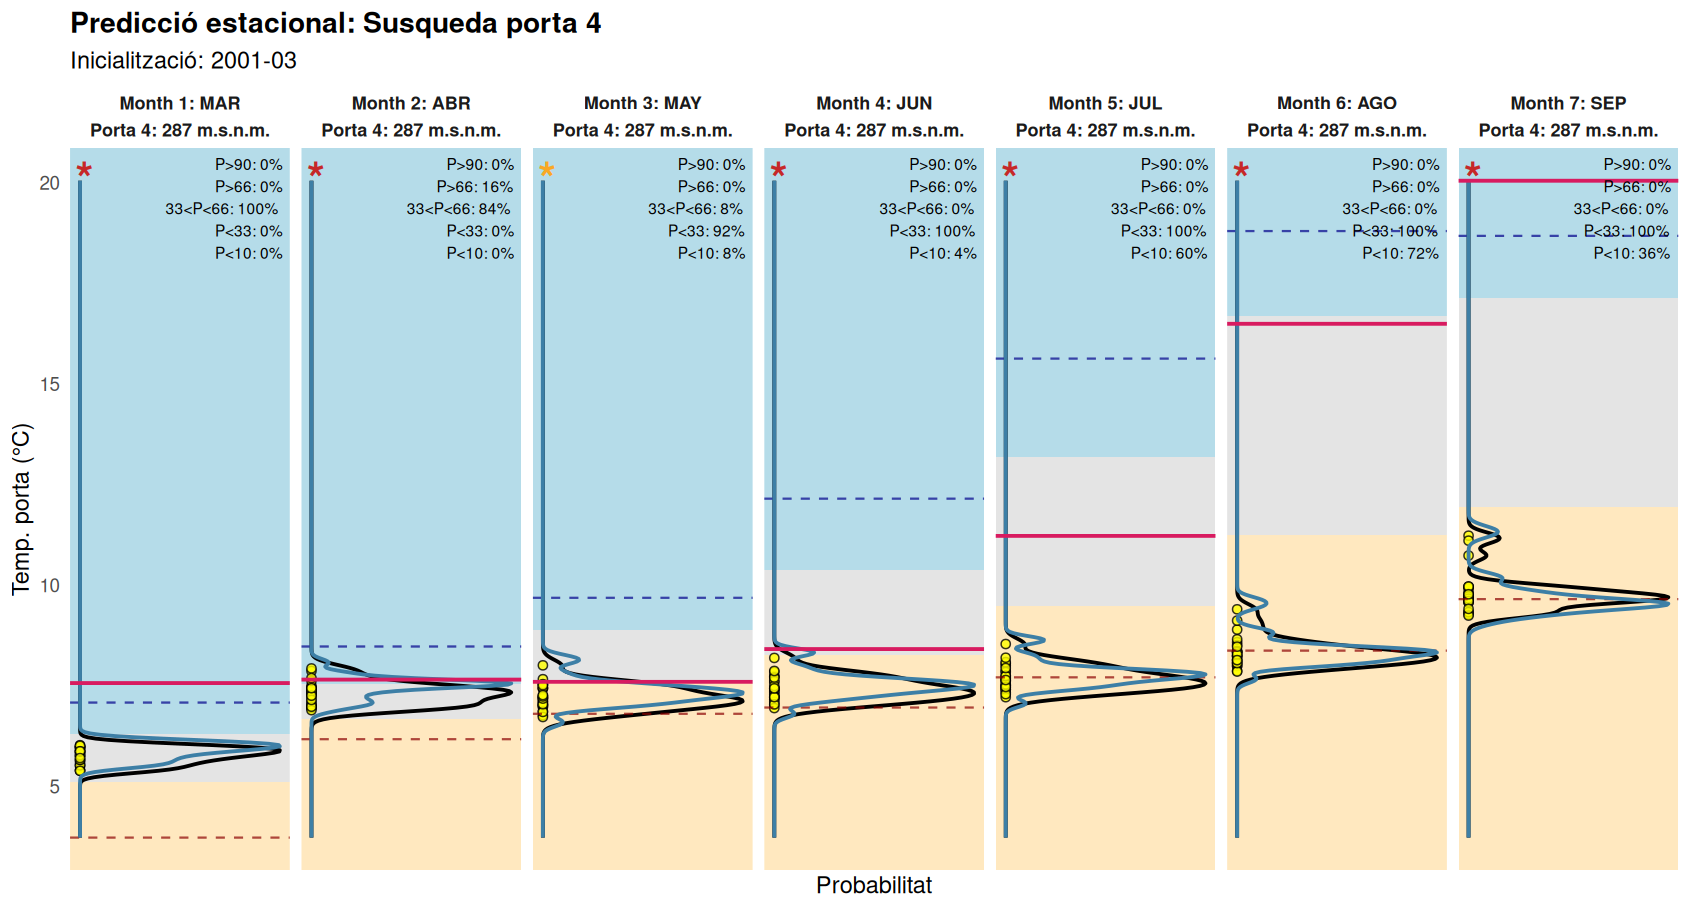 Predicció estacional: Susqueda porta 4
Inicialització: 2001-03
Month 1: MAR
Porta 4: 287 m.s.n.m.
Month 2: ABR
Porta 4: 287 m.s.n.m.
Month 3: MAY
Porta 4: 287 m.s.n.m.
Month 4: JUN
Porta 4: 287 m.s.n.m.
Month 5: JUL
Porta 4: 287 m.s.n.m.
Month 6: AGO
Porta 4: 287 m.s.n.m.
Month 7: SEP
Porta 4: 287 m.s.n.m.
*
P>90: 0%
P>66: 0%
33<P<66: 100%
P<33: 0%
P<10: 0%
*
P>90: 0%
P>66: 16%
33<P<66: 84%
P<33: 0%
P<10: 0%
*
P>90: 0%
P>66: 0%
33<P<66: 8%
P<33: 92%
P<10: 8%
*
P>90: 0%
P>66: 0%
33<P<66: 0%
P<33: 100%
P<10: 4%
*
P>90: 0%
P>66: 0%
33<P<66: 0%
P<33: 100%
P<10: 60%
*
P>90: 0%
P>66: 0%
33<P<66: 0%
P<33: 100%
P<10: 72%
*
P>90: 0%
P>66: 0%
33<P<66: 0%
P<33: 100%
P<10: 36%
20
15
10
5
Temp. porta (°C)
Probabilitat